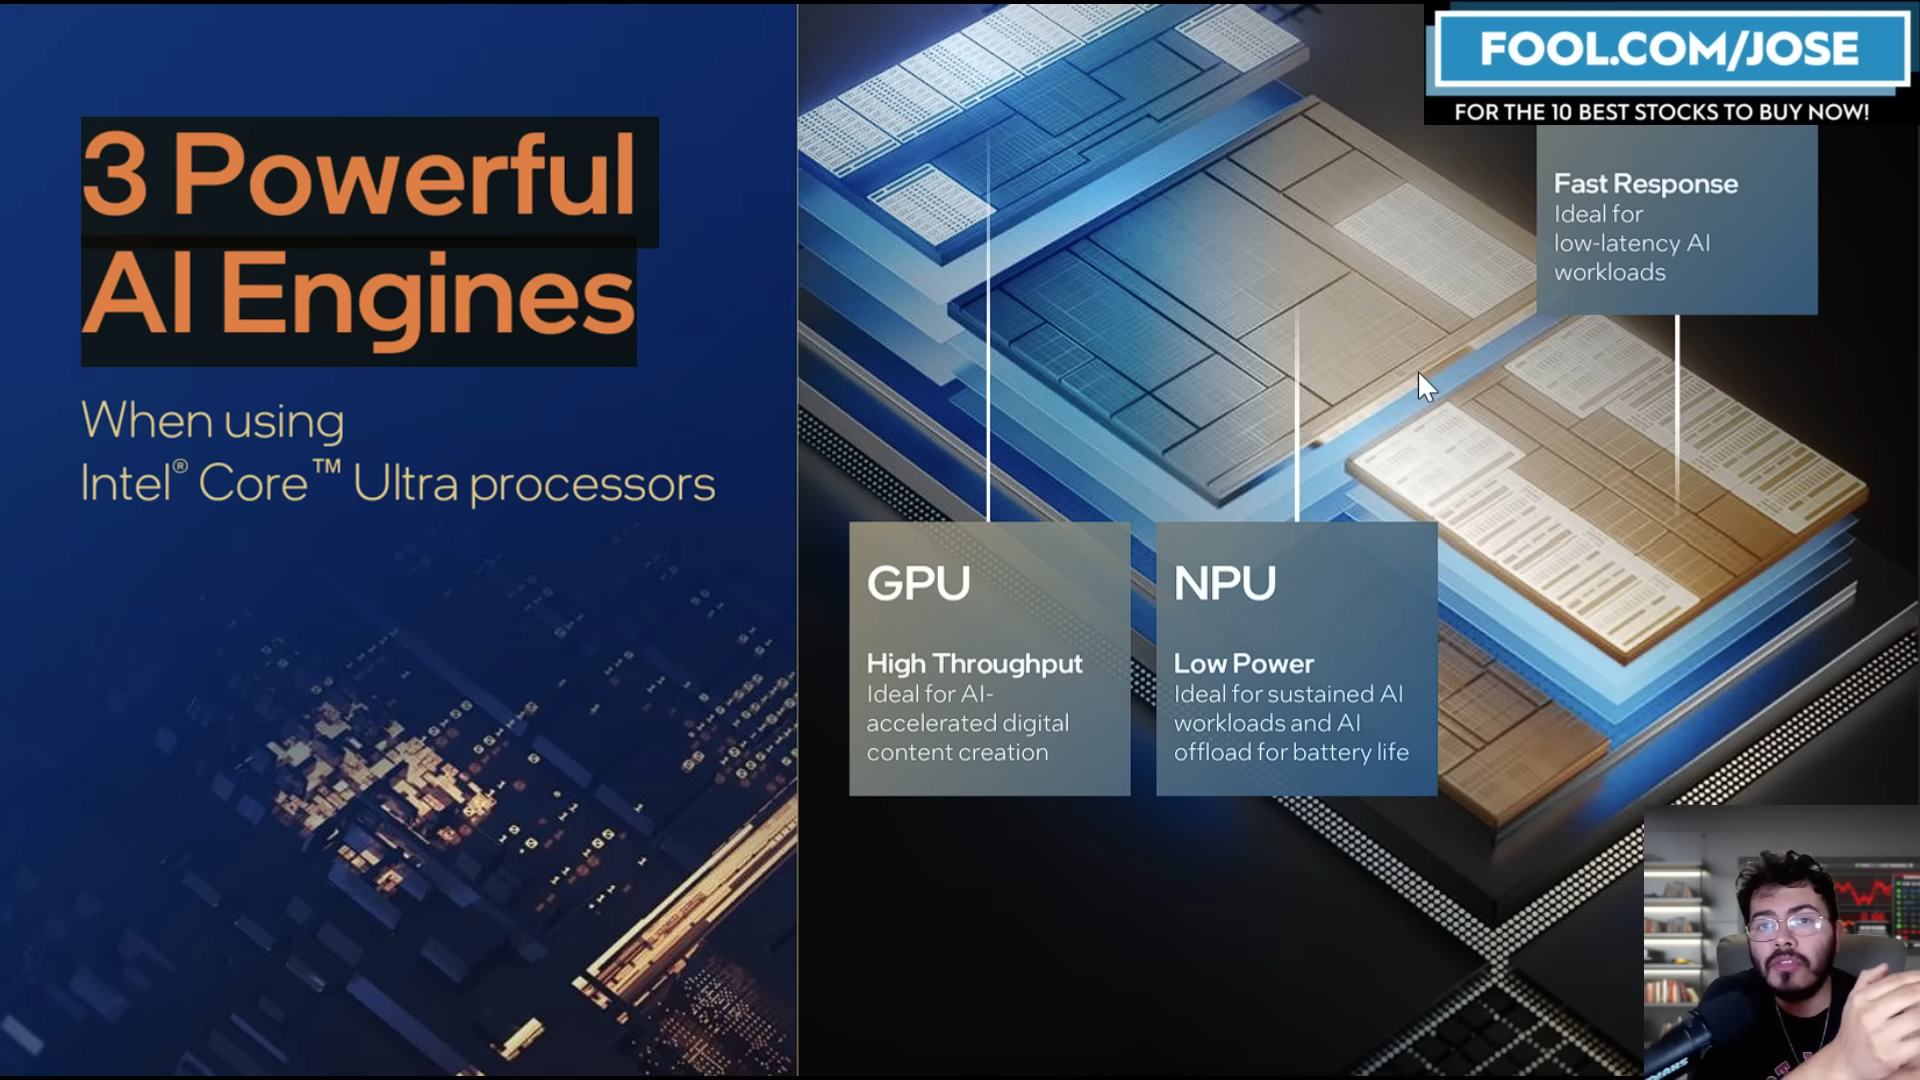 FOOL.COM/JOSE
FOR THE 10 BEST STOCKS TO BUY NOW!
3 Powerful
AI Engines
When using
Intel® Core™ Ultra processors
Fast Response
Ideal for
low-latency AI
workloads
GPU
High Throughput
Ideal for AI-
accelerated digital
content creation
NPU
Low Power
Ideal for sustained AI
workloads and AI
offload for battery life